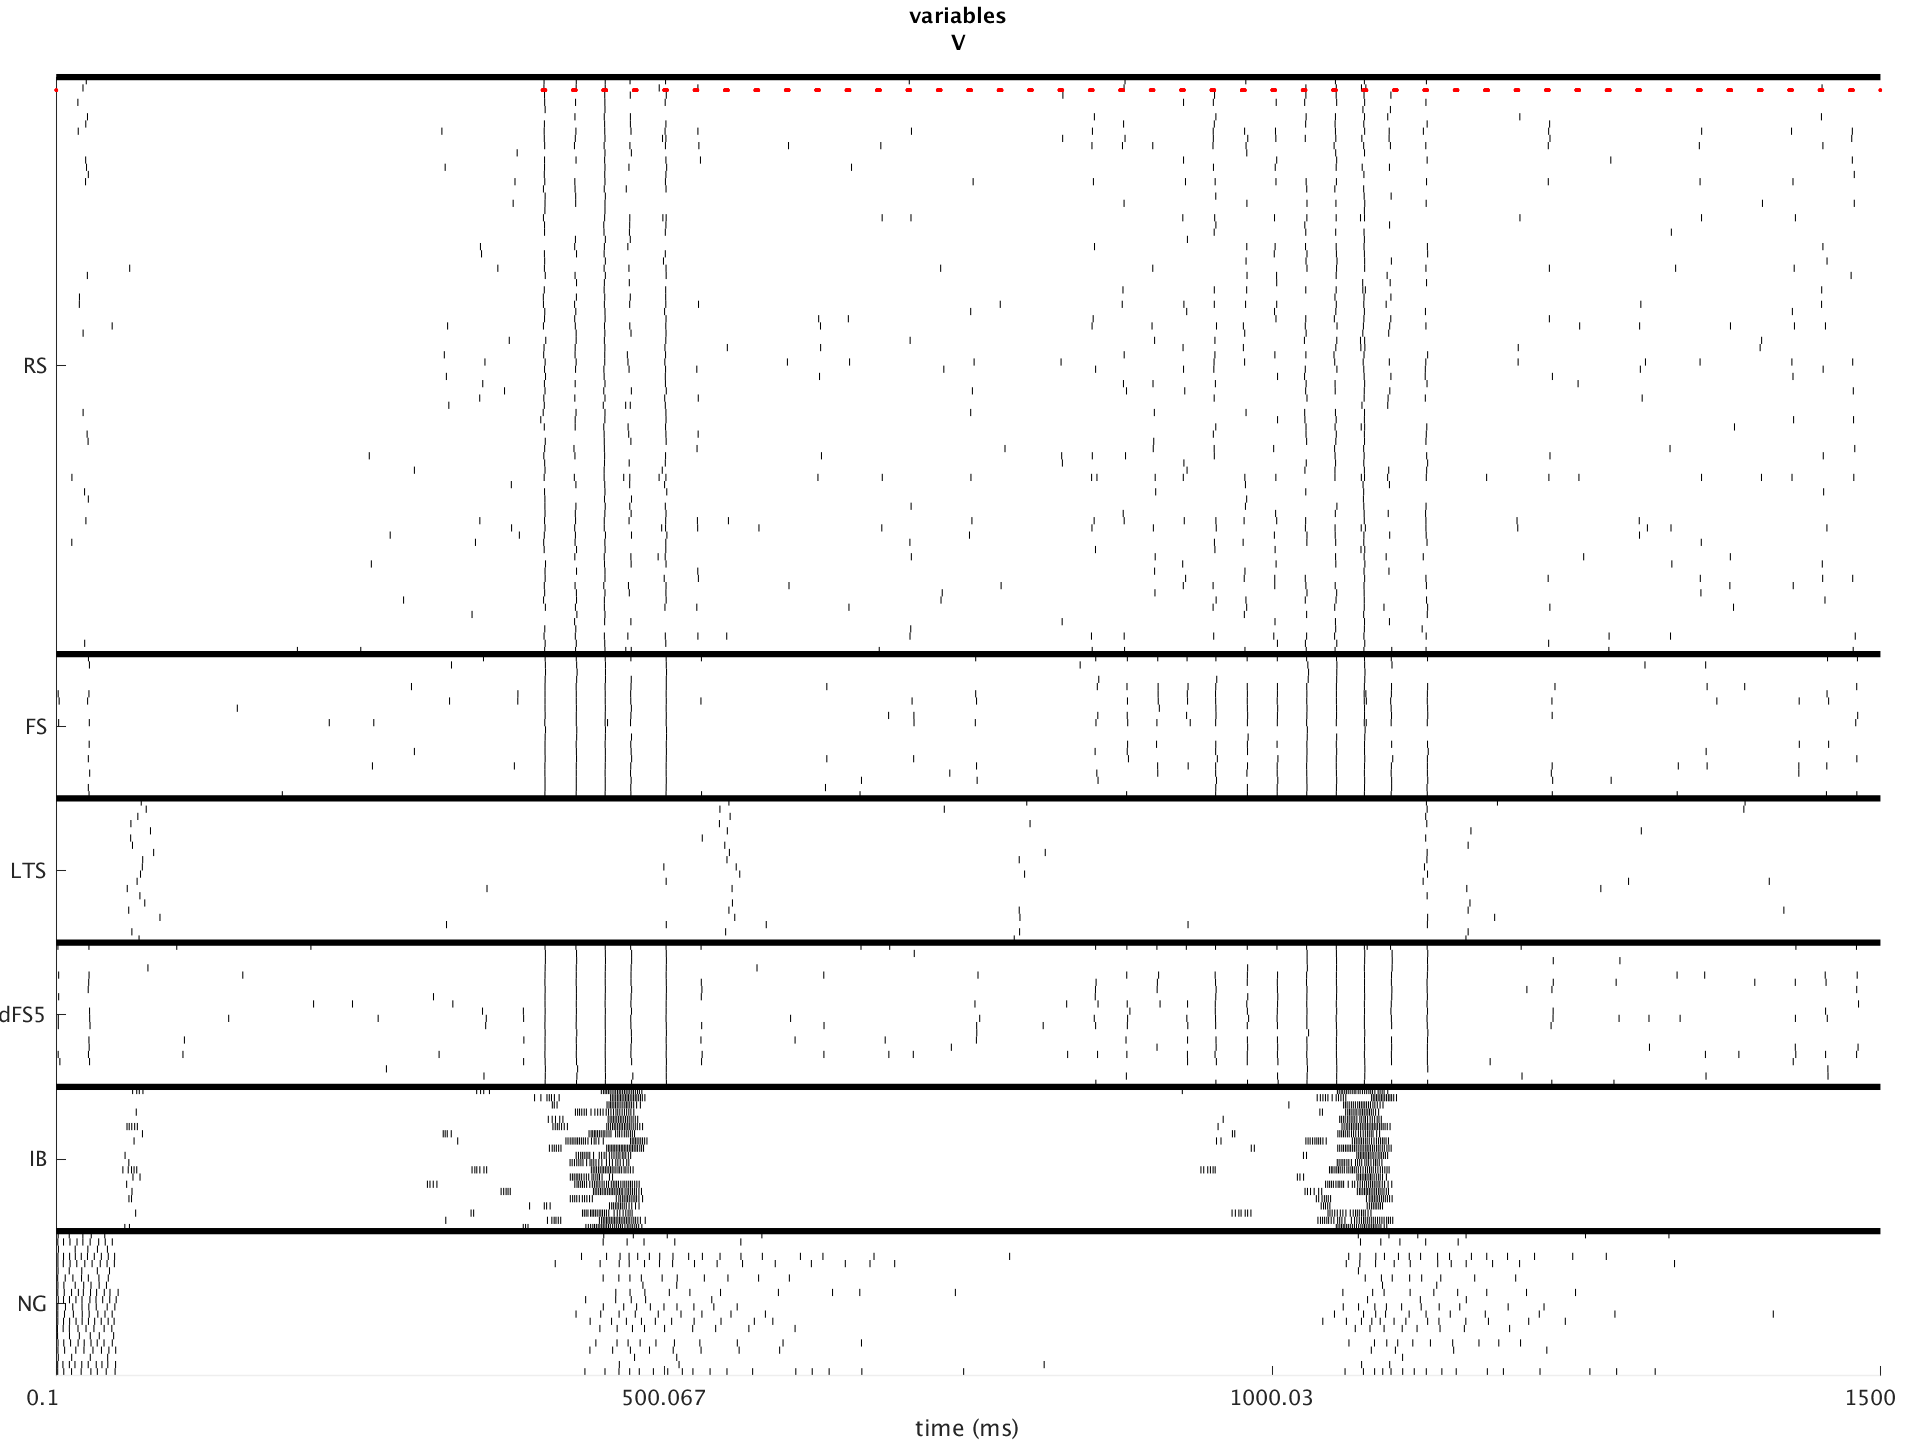 variables
V
RS
FS
LTS
dFS5
IB
NG
0.1
500.067
1000.03
1500
time (ms)